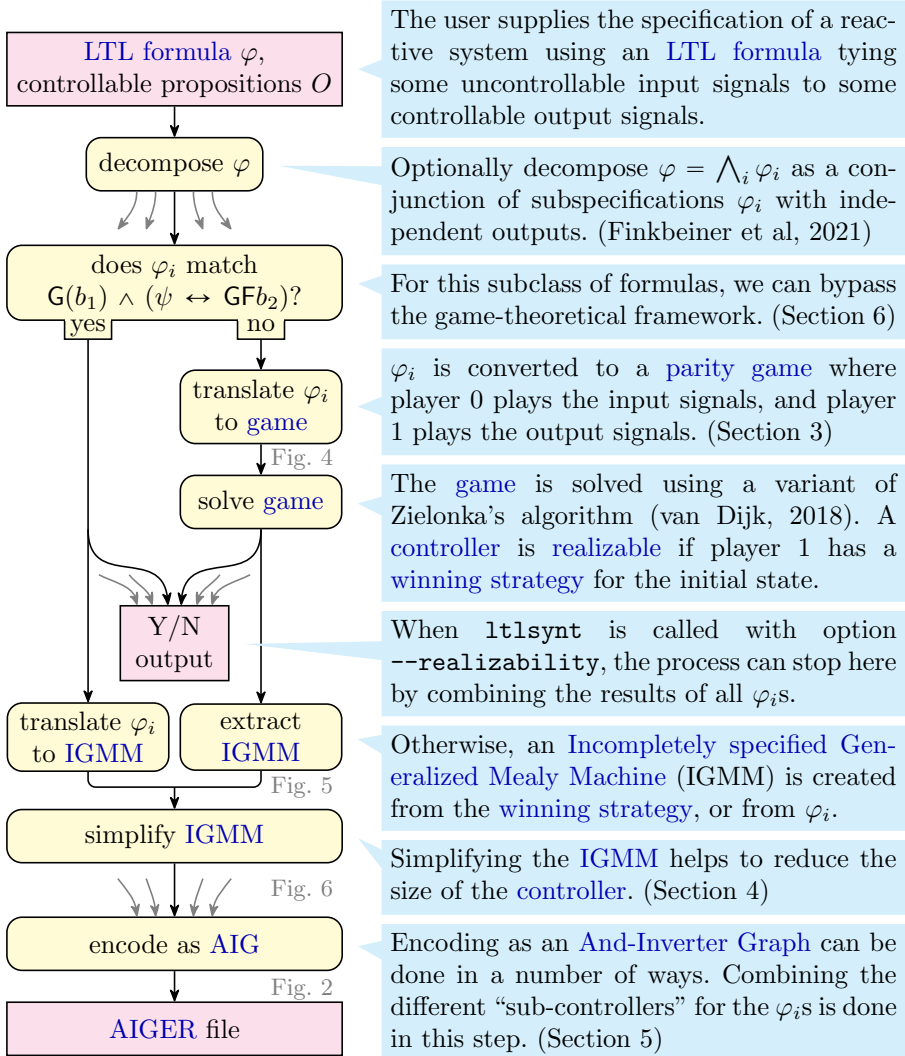 LTL formula φ,
controllable propositions O
The user supplies the specification of a reac-
tive system using an LTL formula tying
some uncontrollable input signals to some
controllable output signals.
decompose φ
Optionally decompose φ = ⋀ᵢ φᵢ as a con-
junction of subspecifications φᵢ with inde-
pendent outputs. (Finkbeiner et al, 2021)
does φᵢ match
G(b₁) ∧ (ψ ↔ GFb₂)?
yes
no
For this subclass of formulas, we can bypass
the game-theoretical framework. (Section 6)
translate φᵢ
to game
Fig. 4
φᵢ is converted to a parity game where
player 0 plays the input signals, and player
1 plays the output signals. (Section 3)
solve game
The game is solved using a variant of
Zielonka's algorithm (van Dijk, 2018). A
controller is realizable if player 1 has a
winning strategy for the initial state.
Y/N
output
When ltlsynt is called with option
--realizability, the process can stop here
by combining the results of all φᵢs.
translate φᵢ
to IGMM
extract
IGMM
Fig. 5
Otherwise, an Incompletely specified Gen-
eralized Mealy Machine (IGMM) is created
from the winning strategy, or from φᵢ.
simplify IGMM
Fig. 6
Simplifying the IGMM helps to reduce the
size of the controller. (Section 4)
encode as AIG
Fig. 2
Encoding as an And-Inverter Graph can be
done in a number of ways. Combining the
different “sub-controllers” for the φᵢs is done
in this step. (Section 5)
AIGER file